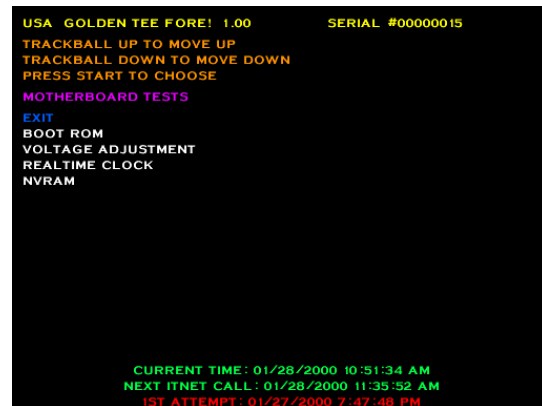 USA GOLDEN TEE FORE! 1.00 SERIAL #00000015
TRACKBALL UP TO MOVE UP
TRACKBALL DOWN TO MOVE DOWN
PRESS START TO CHOOSE
MOTHERBOARD TESTS
EXIT
BOOT ROM
VOLTAGE ADJUSTMENT
REALTIME CLOCK
NVRAM
CURRENT TIME: 01/28/2000 10:51:34 AM
NEXT ITNET CALL: 01/28/2000 11:35:52 AM
1ST ATTEMPT: 01/27/2000 7:47:48 PM